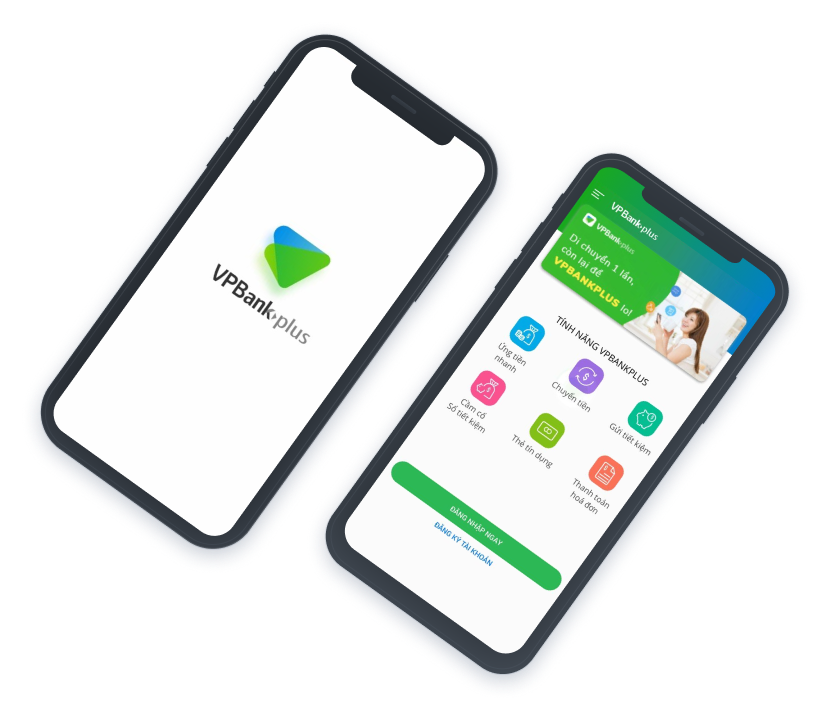 VPBank›plus
VPBank›plus
VPBank›plus
Di chuyển 1 lần,
còn lại để
VPBANKPLUS lo!
TÍNH NĂNG VPBANKPLUS
Ứng tiền
nhanh
Chuyển tiền
Gửi tiết kiệm
Cầm cố
Sổ tiết kiệm
Thẻ tín dụng
Thanh toán
hoá đơn
ĐĂNG NHẬP NGAY
ĐĂNG KÝ TÀI KHOẢN